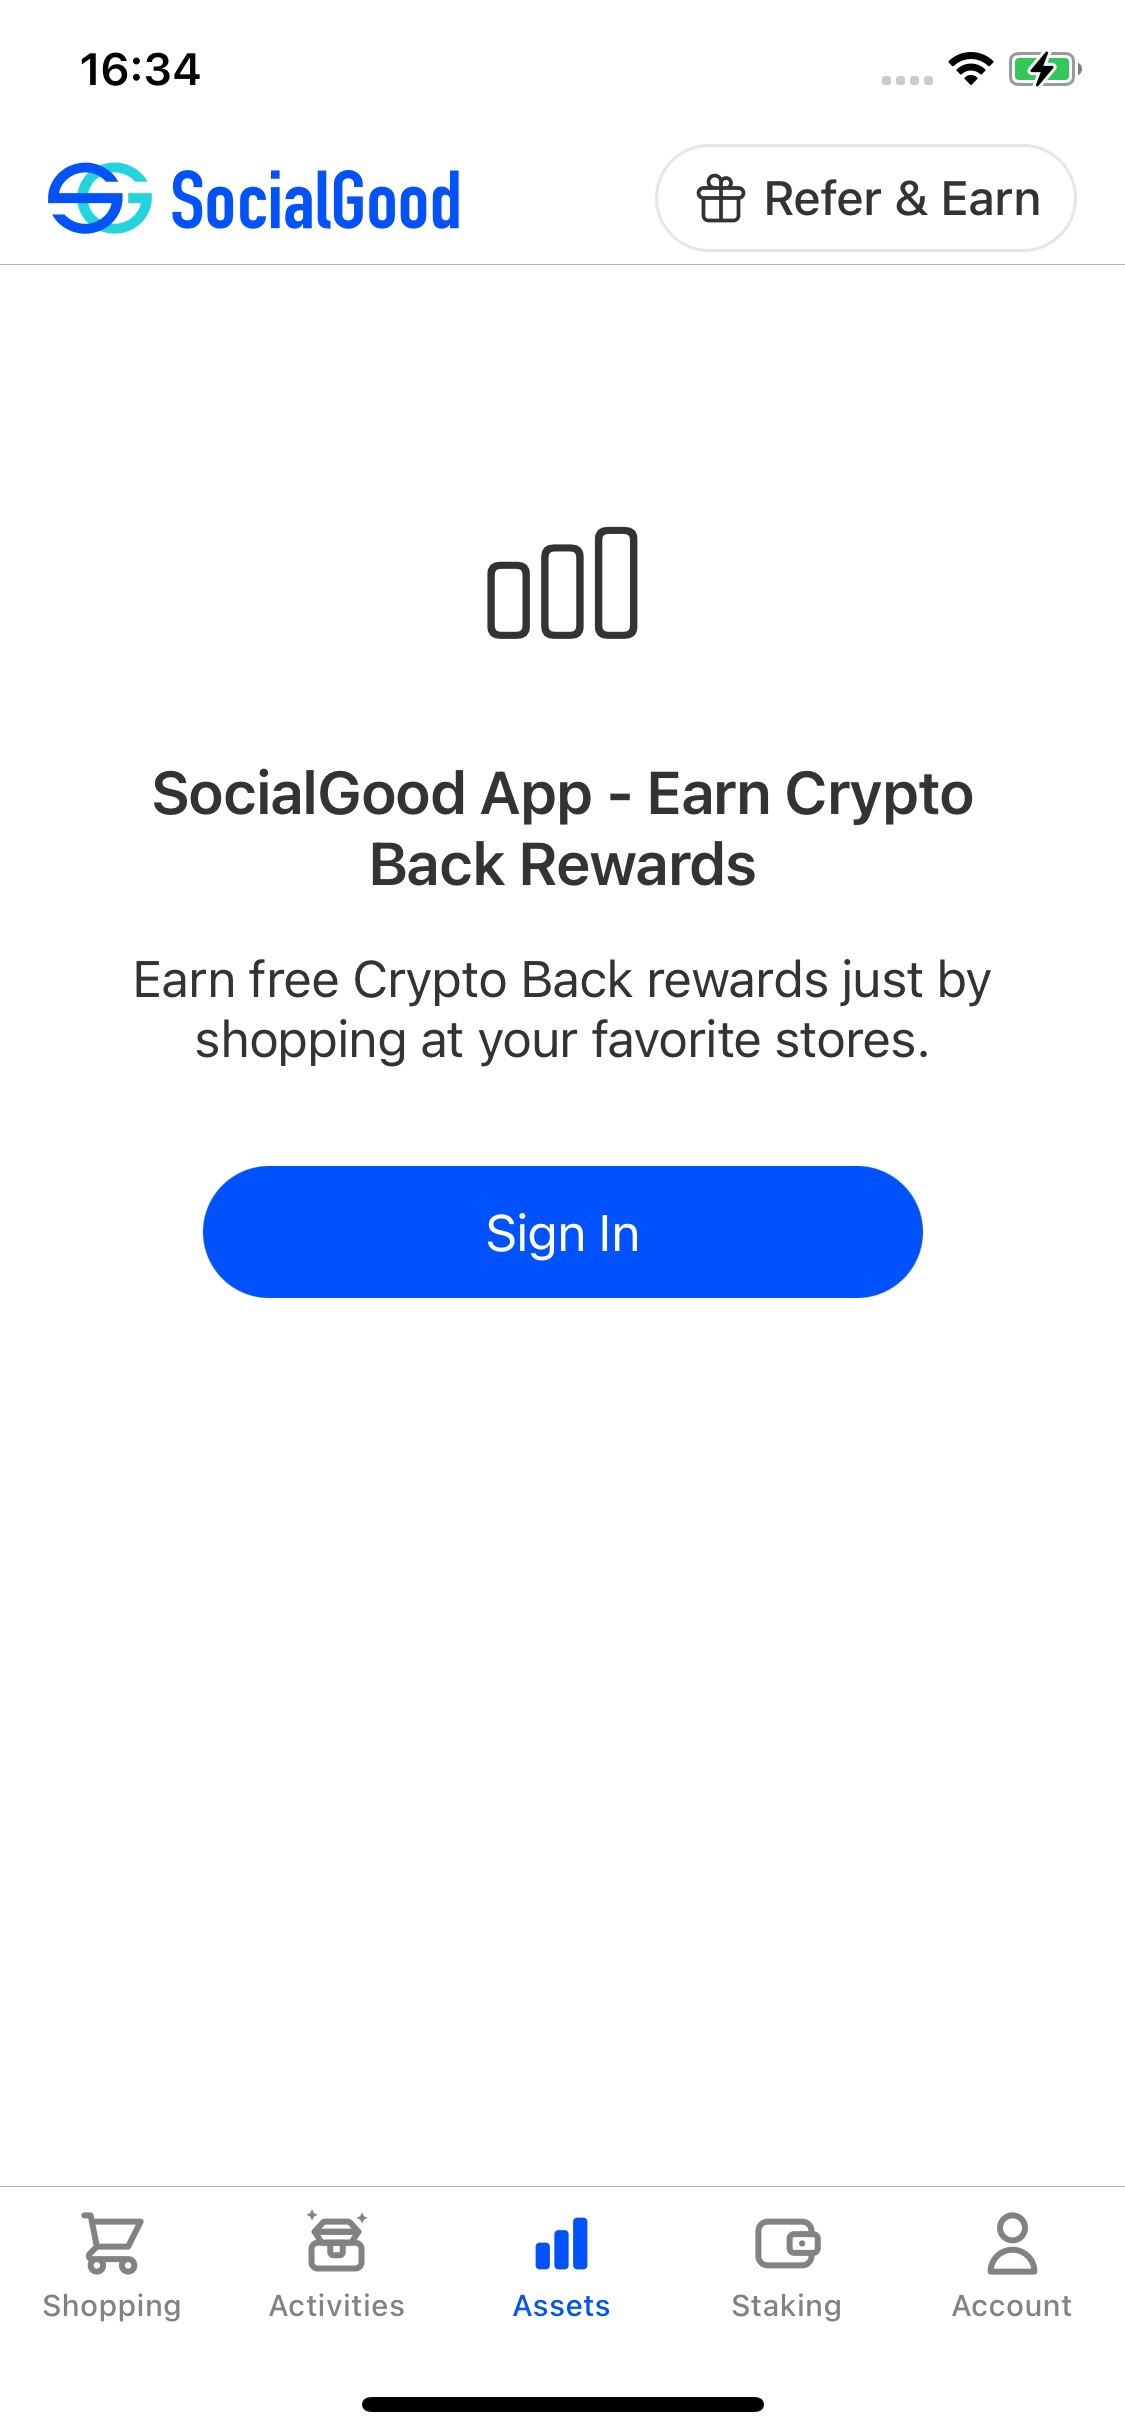 16:34
SocialGood
Refer & Earn
SocialGood App - Earn Crypto
Back Rewards
Earn free Crypto Back rewards just by
shopping at your favorite stores.
Sign In
Shopping
Activities
Assets
Staking
Account